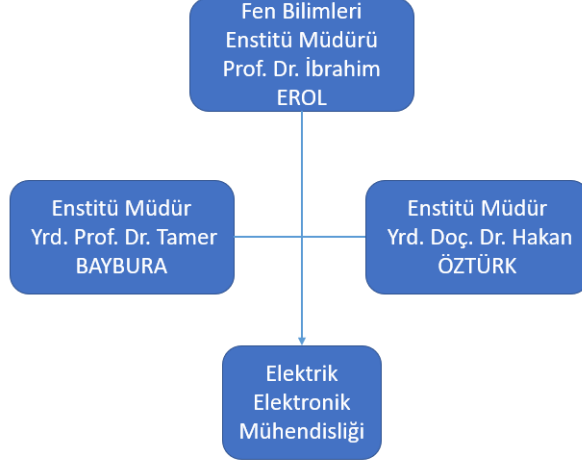 Fen Bilimleri
Enstitü Müdürü
Prof. Dr. İbrahim
EROL
Enstitü Müdür
Yrd. Prof. Dr. Tamer
BAYBURA
Enstitü Müdür
Yrd. Doç. Dr. Hakan
ÖZTÜRK
Elektrik
Elektronik
Mühendisliği